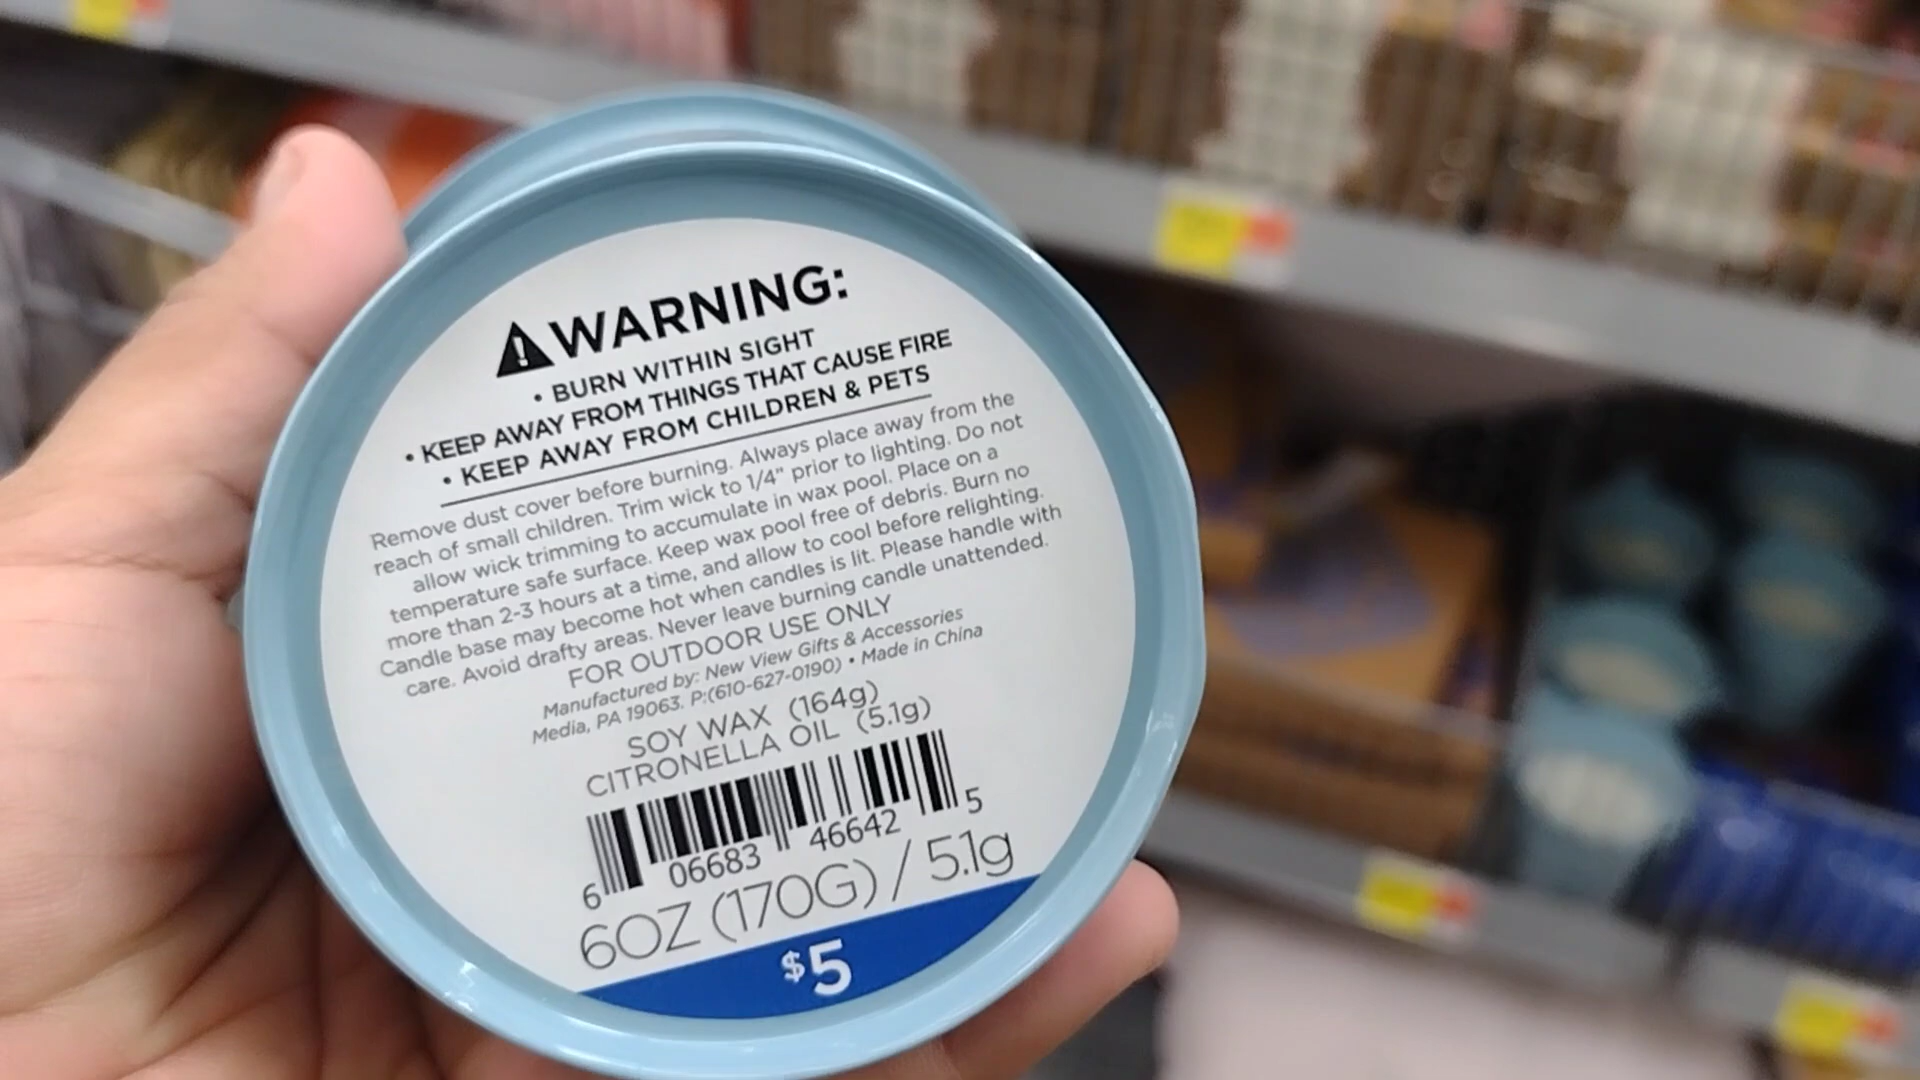 WARNING:
• BURN WITHIN SIGHT
• KEEP AWAY FROM THINGS THAT CAUSE FIRE
• KEEP AWAY FROM CHILDREN & PETS
Remove dust cover before burning. Always place away from the
reach of small children. Trim wick to 1/4" prior to lighting. Do not
allow wick trimming to accumulate in wax pool. Place on a
temperature safe surface. Keep wax pool free of debris. Burn no
more than 2-3 hours at a time, and allow to cool before relighting.
Candle base may become hot when candles is lit. Please handle with
care. Avoid drafty areas. Never leave burning candle unattended.
FOR OUTDOOR USE ONLY
Manufactured by: New View Gifts & Accessories
Media, PA 19063. P:(610-627-0190) • Made in China
SOY WAX (164g)
CITRONELLA OIL (5.1g)
6 06683 46642 5
6OZ (170G) / 5.1g
$5